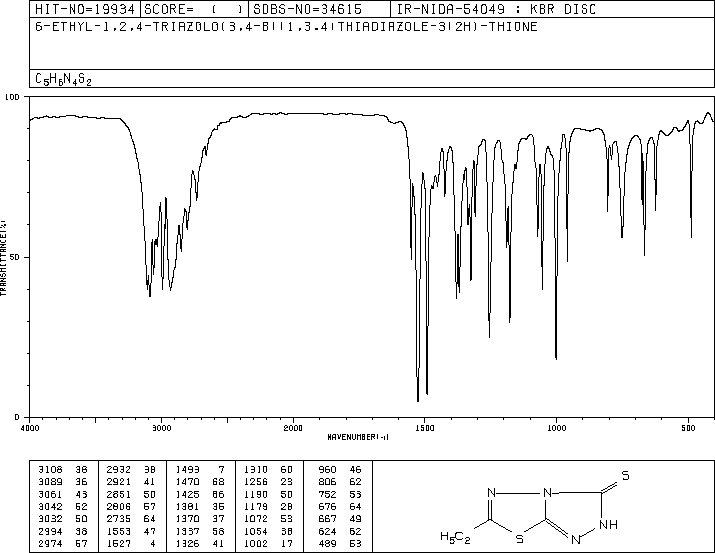 HIT-NO=19934 SCORE= ( ) SDBS-NO=34615 IR-NIDA-54049 : KBR DISC
6-ETHYL-1,2,4-TRIAZOLO(3,4-B)(1,3,4)THIADIAZOLE-3(2H)-THIONE
C5H6N4S2
100
50
0
TRANSMITTANCE(%)
4000 3000 2000 1500 1000 500
WAVENUMBER(-1)
3108 38 2932 38 1493 7 1310 60 960 46
3089 36 2921 41 1470 68 1256 23 806 62
3061 43 2851 50 1425 66 1190 50 752 53
3042 52 2806 57 1381 35 1179 28 676 64
3032 50 2735 64 1370 37 1072 53 667 49
2994 38 1553 47 1337 58 1054 38 624 62
2974 67 1527 4 1326 41 1002 17 489 53
S
N N
NH
H5C2 S N N